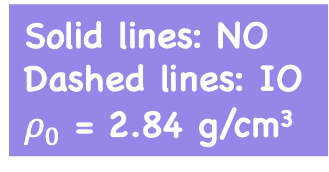 Solid lines: NO
Dashed lines: IO
ρ₀ = 2.84 g/cm³